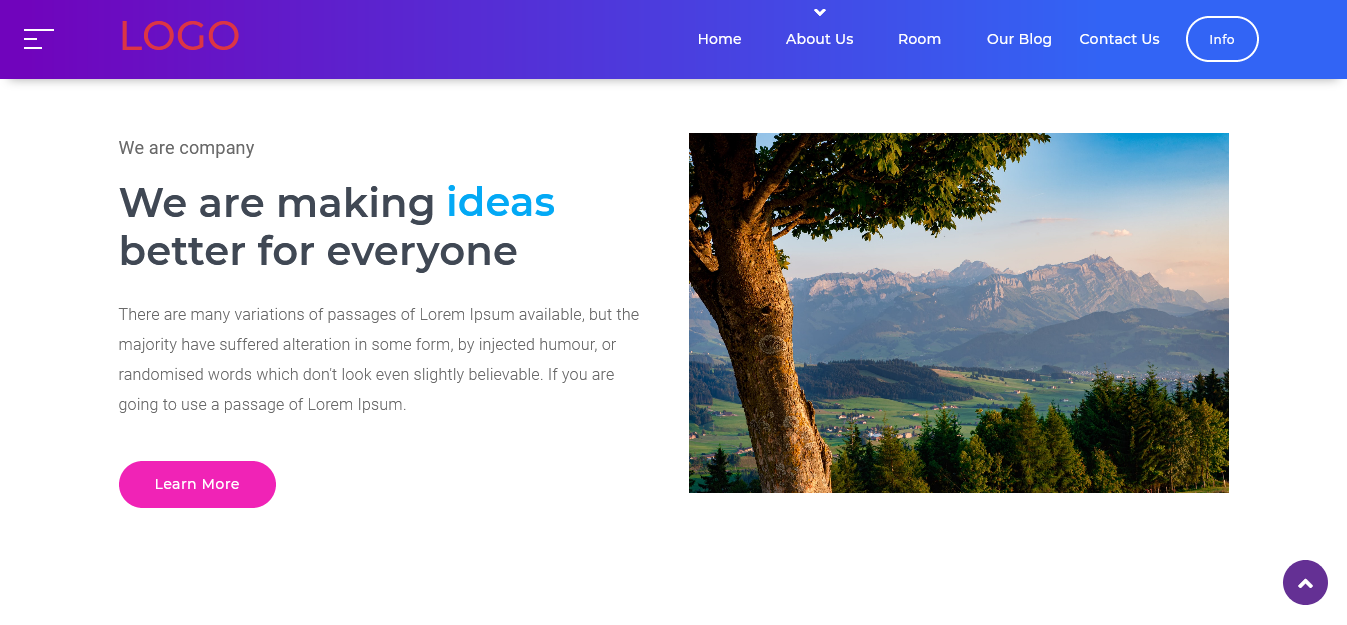 LOGO
Home About Us Room Our Blog Contact Us Info
We are company
We are making ideas
better for everyone
There are many variations of passages of Lorem Ipsum available, but the
majority have suffered alteration in some form, by injected humour, or
randomised words which don't look even slightly believable. If you are
going to use a passage of Lorem Ipsum.
Learn More